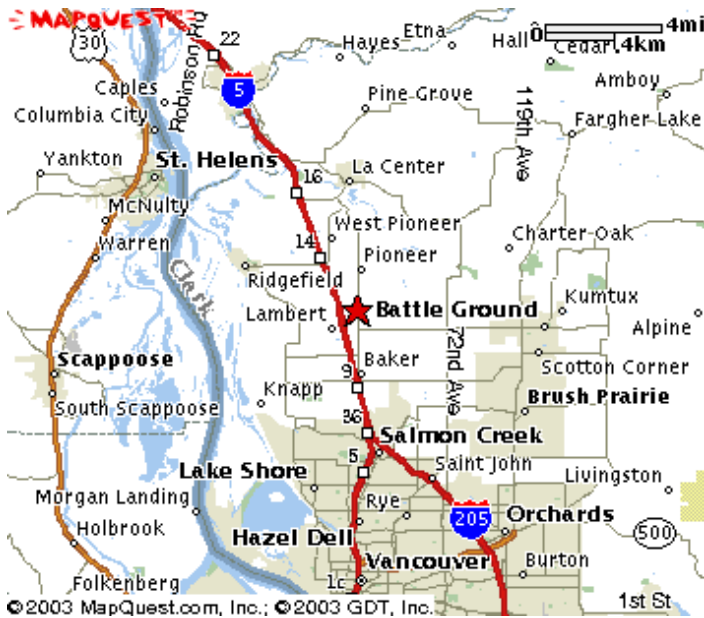 MAPQUEST
30
22
Etna
Hayes
Hall
0
4mi
4km
Cedar
Robinson Rd
Caples
5
Amboy
Columbia City
Pine Grove
119th Ave
Fargher Lake
Yankton
St. Helens
16
La Center
McNulty
West Pioneer
Warren
14
Charter Oak
Pioneer
Clark
Ridgefield
Battle Ground
Kumtux
Lambert
Alpine
72nd Ave
Scappoose
Baker
Scotton Corner
9
South Scappoose
Knapp
Brush Prairie
36
Salmon Creek
5
Lake Shore
Saint John
Livingston
Morgan Landing
Rye
205
Orchards
Holbrook
Hazel Dell
500
Vancouver
Burton
Folkenberg
1c
1st St
©2003 MapQuest.com, Inc.; ©2003 GDT, Inc.